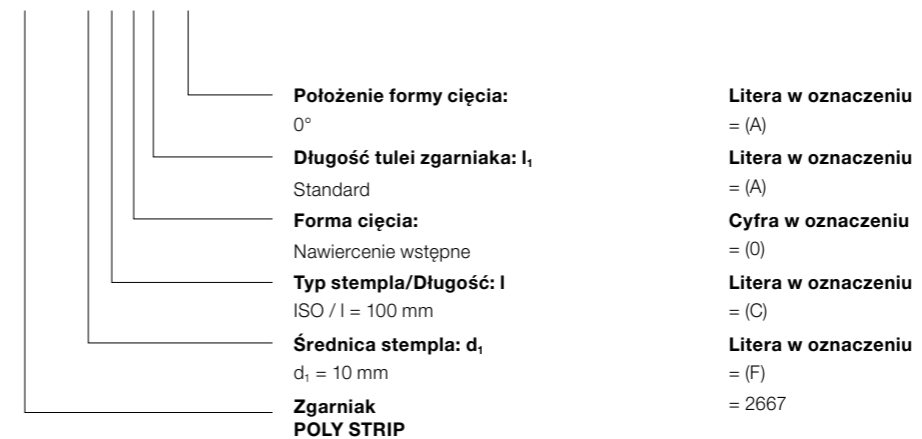 Położenie formy cięcia: Litera w oznaczeniu
0° = (A)
Długość tulei zgarniaka: l₁ Litera w oznaczeniu
Standard = (A)
Forma cięcia: Cyfra w oznaczeniu
Nawiercenie wstępne = (0)
Typ stempla/Długość: l Litera w oznaczeniu
ISO / l = 100 mm = (C)
Średnica stempla: d₁ Litera w oznaczeniu
d₁ = 10 mm = (F)
Zgarniak = 2667
POLY STRIP